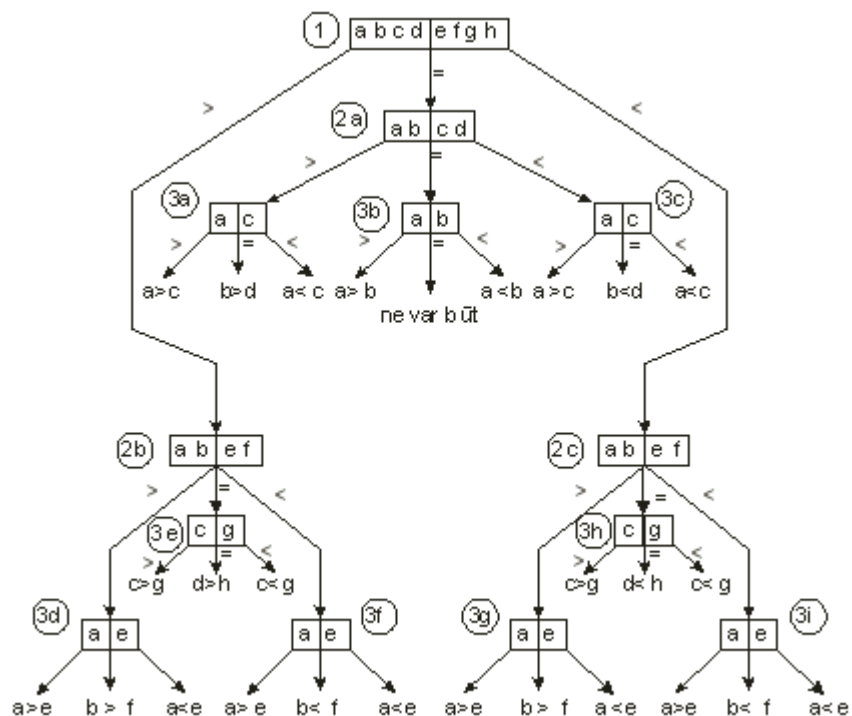 1 a b c d e f g h
=
> <
2a a b c d
> = <
3a a c 3b a b 3c a c
> = < > = < > = <
a>c b>d a<c a>b a<b a>c b<d a<c
ne var būt
2b a b e f 2c a b e f
> = < > = <
3e c g 3h c g
> = < > = <
c>g d>h c<g c>g d<h c<g
3d a e 3f a e 3g a e 3i a e
a>e b>f a<e a>e b<f a<e a>e b>f a<e a>e b<f a<e